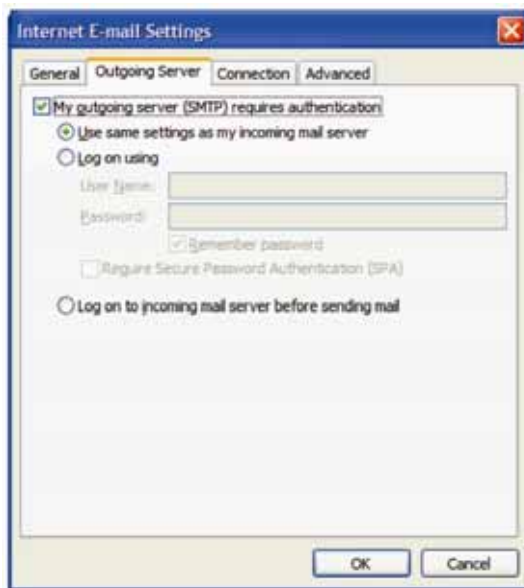 Internet E-mail Settings
General Outgoing Server Connection Advanced
My outgoing server (SMTP) requires authentication
Use same settings as my incoming mail server
Log on using
User Name:
Password:
Remember password
Require Secure Password Authentication (SPA)
Log on to incoming mail server before sending mail
OK Cancel